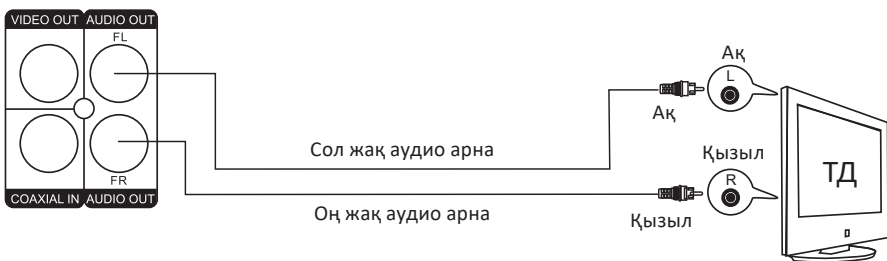 VIDEO OUT AUDIO OUT
FL
FR
COAXIAL IN AUDIO OUT
Сол жақ аудио арна
Оң жақ аудио арна
Ақ
L
Ақ
Қызыл
R
Қызыл
ТД